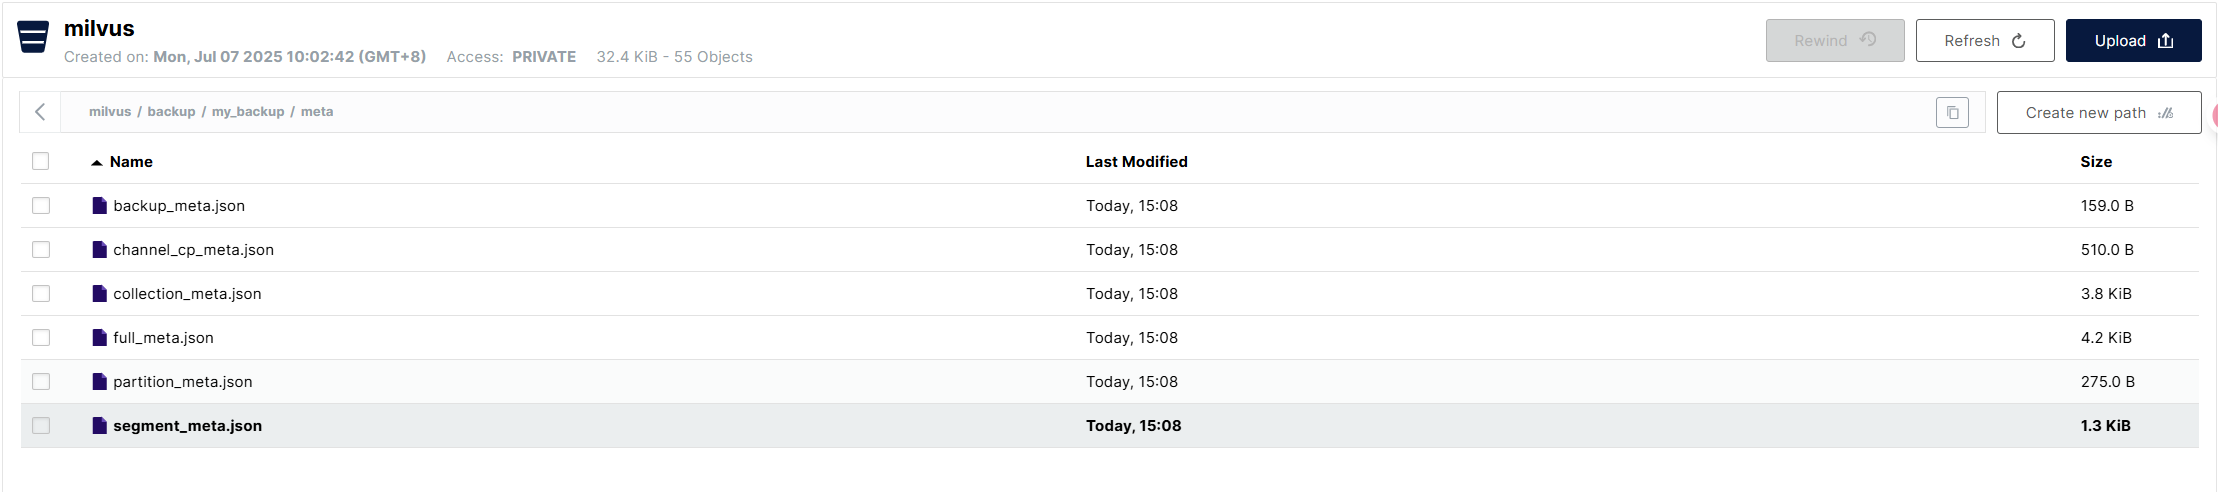 milvus
Created on: Mon, Jul 07 2025 10:02:42 (GMT+8) Access: PRIVATE 32.4 KiB - 55 Objects
Rewind
Refresh
Upload
milvus / backup / my_backup / meta
Create new path
Name Last Modified Size
backup_meta.json Today, 15:08 159.0 B
channel_cp_meta.json Today, 15:08 510.0 B
collection_meta.json Today, 15:08 3.8 KiB
full_meta.json Today, 15:08 4.2 KiB
partition_meta.json Today, 15:08 275.0 B
segment_meta.json Today, 15:08 1.3 KiB